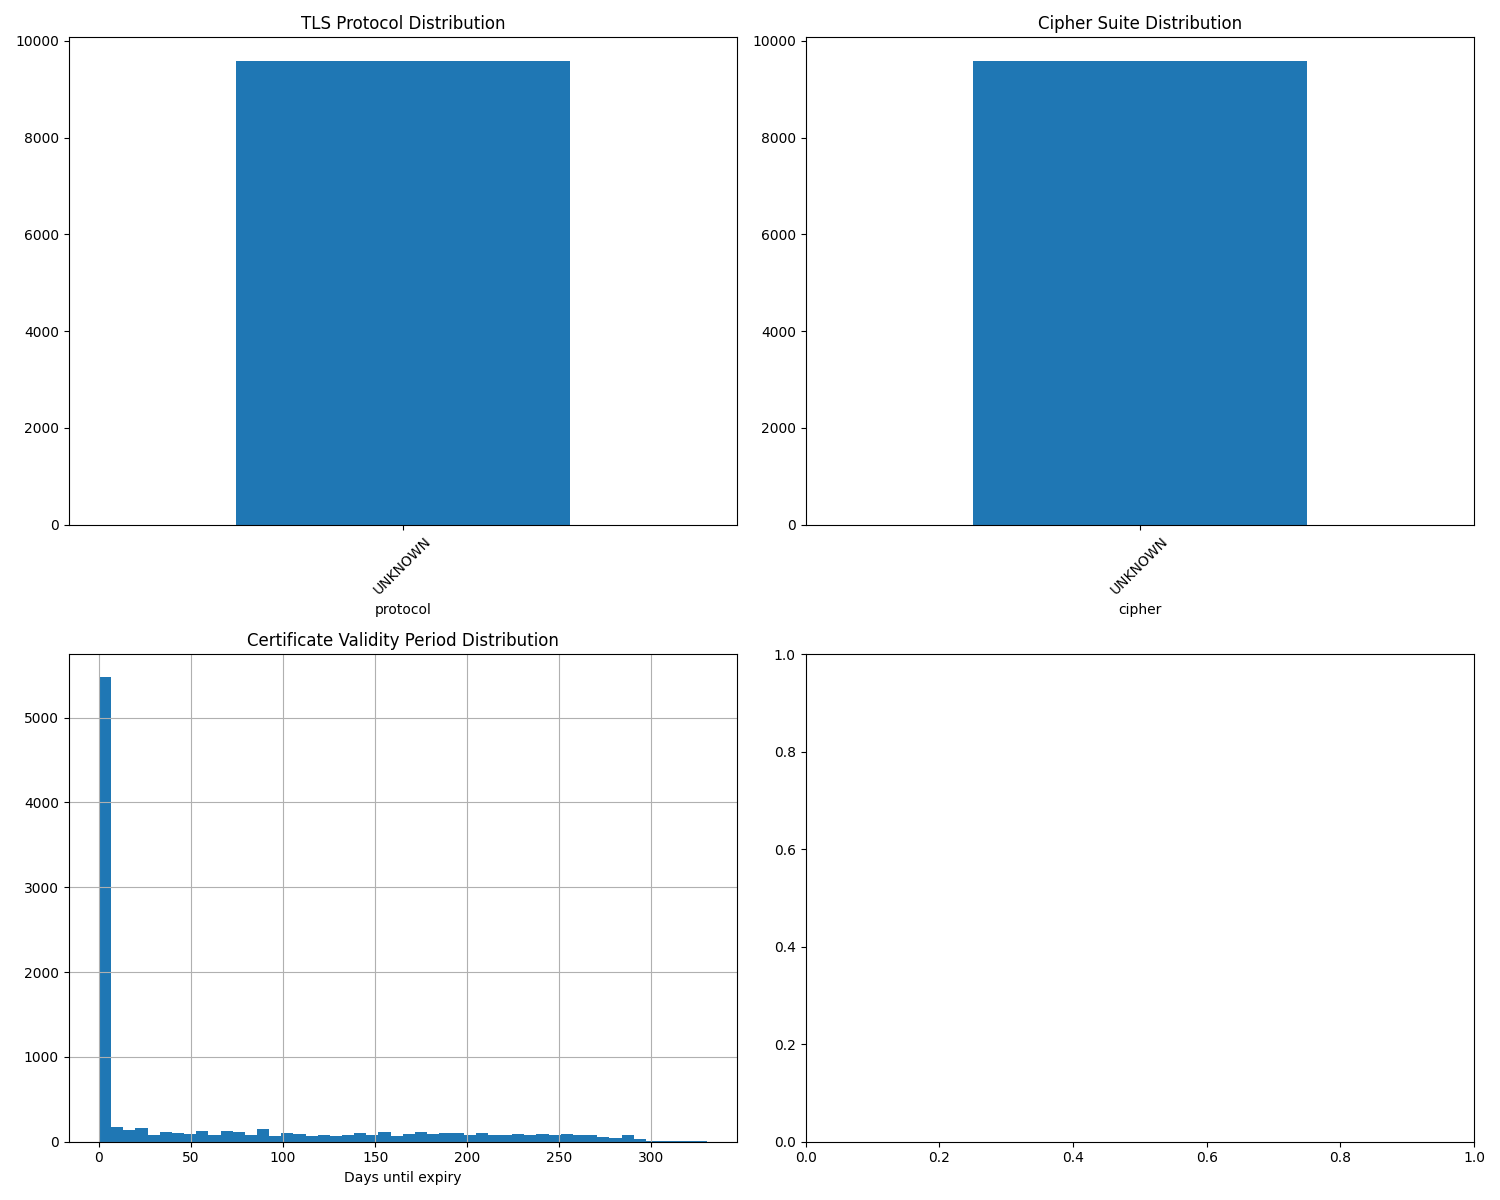 TLS Protocol Distribution
10000
8000
6000
4000
2000
0
UNKNOWN
protocol
Cipher Suite Distribution
10000
8000
6000
4000
2000
0
UNKNOWN
cipher
Certificate Validity Period Distribution
5000
4000
3000
2000
1000
0
0 50 100 150 200 250 300
Days until expiry
1.0
0.8
0.6
0.4
0.2
0.0
0.0 0.2 0.4 0.6 0.8 1.0